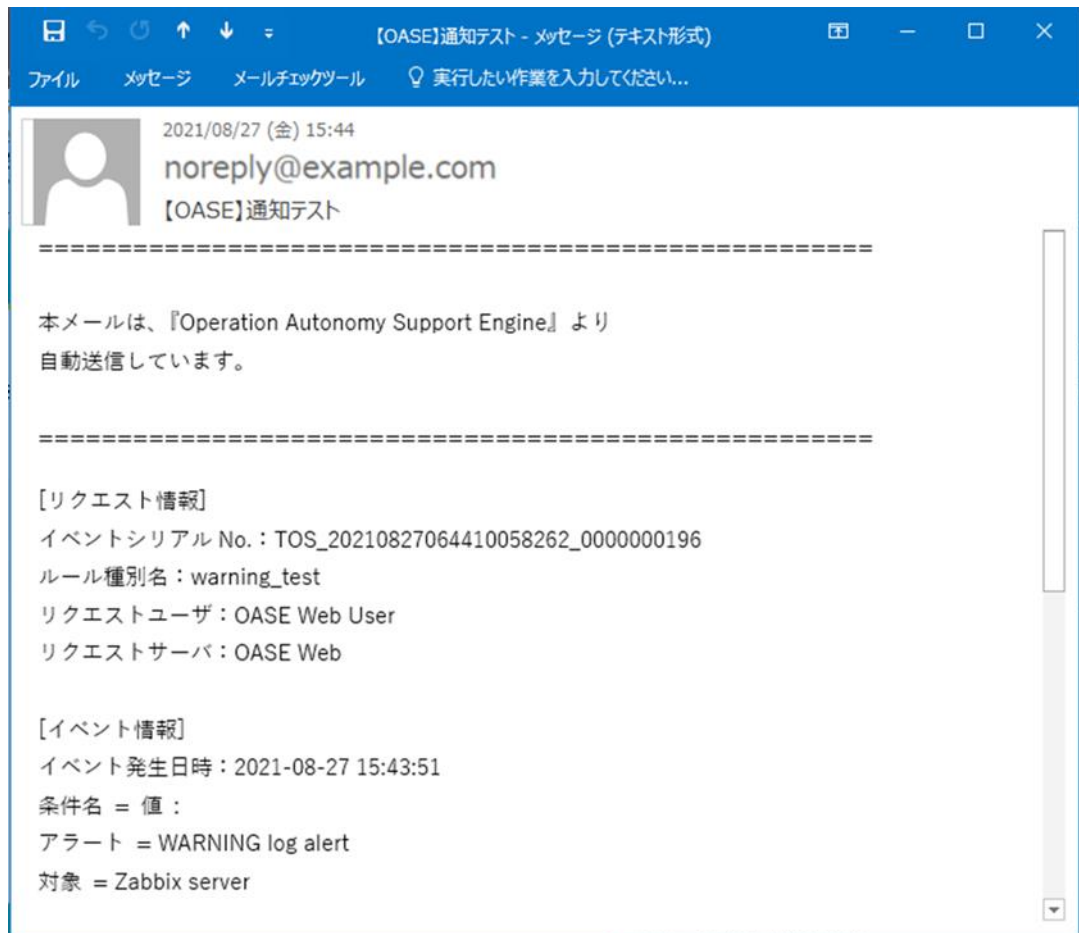 【OASE】通知テスト - メッセージ (テキスト形式)
ファイル メッセージ メールチェックツール 実行したい作業を入力してください...
2021/08/27 (金) 15:44
noreply@example.com
【OASE】通知テスト
=====================================================
本メールは、『Operation Autonomy Support Engine』より
自動送信しています。
=====================================================
[リクエスト情報]
イベントシリアル No.：TOS_20210827064410058262_0000000196
ルール種別名：warning_test
リクエストユーザ：OASE Web User
リクエストサーバ：OASE Web
[イベント情報]
イベント発生日時：2021-08-27 15:43:51
条件名 = 値 :
アラート = WARNING log alert
対象 = Zabbix server